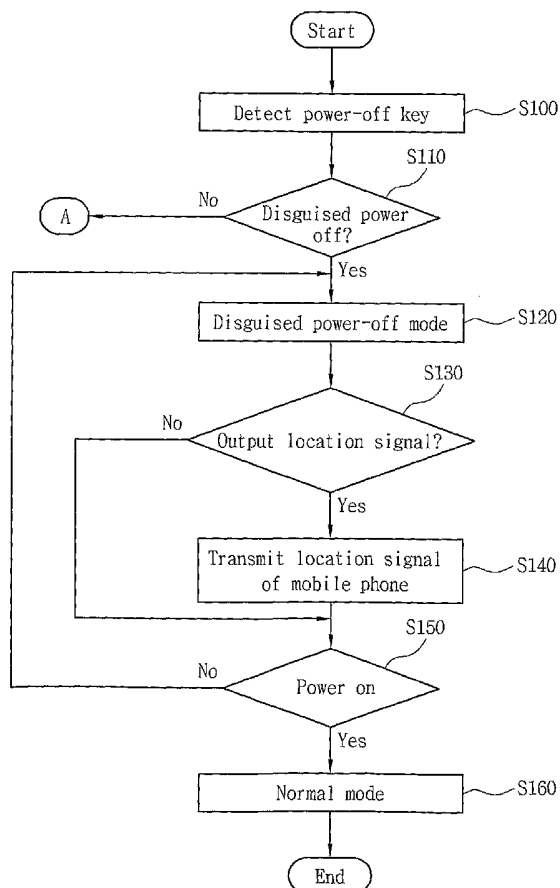 Start
Detect power-off key
S100
S110
No
A
Disguised power
off?
Yes
Disguised power-off mode
S120
S130
No
Output location signal?
Yes
Transmit location signal
of mobile phone
S140
S150
No
Power on
Yes
Normal mode
S160
End